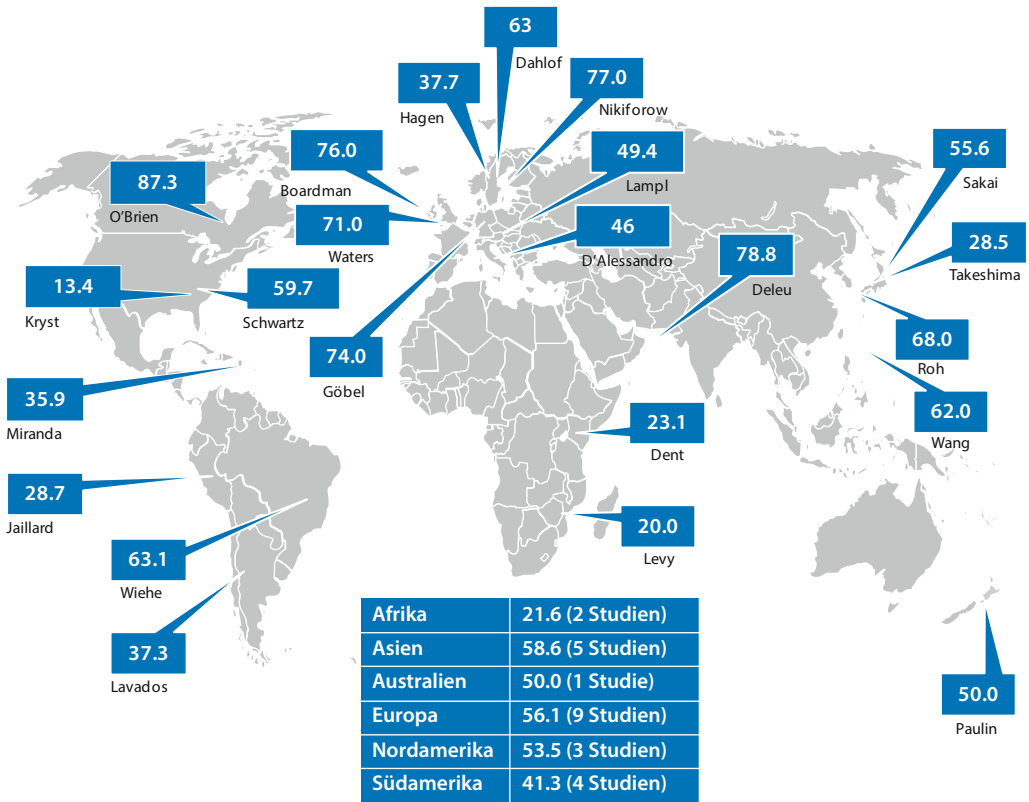 63
Dahlof
37.7
Hagen
77.0
Nikiforow
76.0
Boardman
49.4
Lampl
55.6
Sakai
87.3
O'Brien
71.0
Waters
46
D'Alessandro
78.8
Deleu
28.5
Takeshima
13.4
Kryst
59.7
Schwartz
74.0
Göbel
68.0
Roh
35.9
Miranda
23.1
Dent
62.0
Wang
28.7
Jaillard
20.0
Levy
63.1
Wiehe
37.3
Lavados
50.0
Paulin
Afrika 21.6 (2 Studien)
Asien 58.6 (5 Studien)
Australien 50.0 (1 Studie)
Europa 56.1 (9 Studien)
Nordamerika 53.5 (3 Studien)
Südamerika 41.3 (4 Studien)